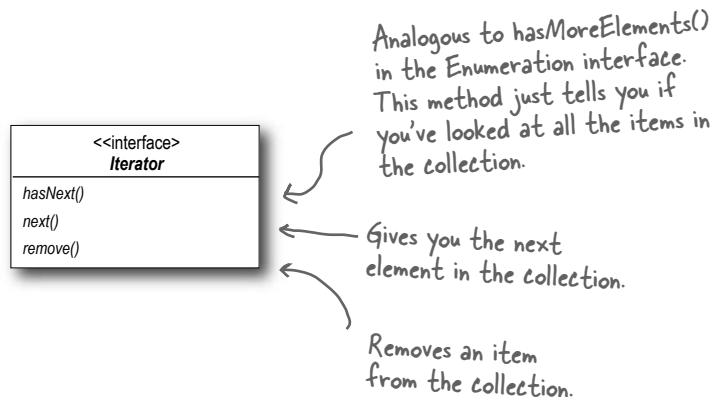 Analogous to hasMoreElements()
in the Enumeration interface.
This method just tells you if
you've looked at all the items in
the collection.
<<interface>
Iterator
hasNext()
next()
remove()
Gives you the next
element in the collection.
Removes an item
from the collection.